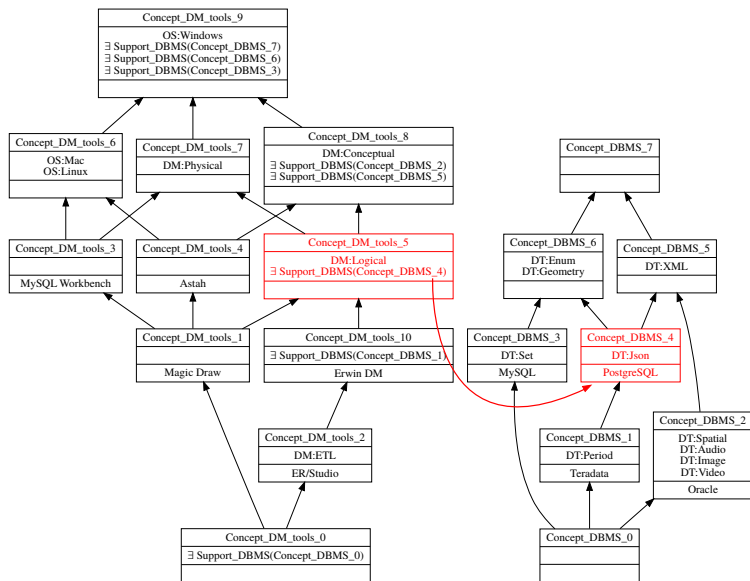 Concept_DM_tools_9
OS:Windows
∃ Support_DBMS(Concept_DBMS_7)
∃ Support_DBMS(Concept_DBMS_6)
∃ Support_DBMS(Concept_DBMS_3)
Concept_DM_tools_6
OS:Mac
OS:Linux
Concept_DM_tools_7
DM:Physical
Concept_DM_tools_8
DM:Conceptual
∃ Support_DBMS(Concept_DBMS_2)
∃ Support_DBMS(Concept_DBMS_5)
Concept_DBMS_7
Concept_DM_tools_3
MySQL Workbench
Concept_DM_tools_4
Astah
Concept_DM_tools_5
DM:Logical
∃ Support_DBMS(Concept_DBMS_4)
Concept_DBMS_6
DT:Enum
DT:Geometry
Concept_DBMS_5
DT:XML
Concept_DM_tools_1
Magic Draw
Concept_DM_tools_10
∃ Support_DBMS(Concept_DBMS_1)
Erwin DM
Concept_DBMS_3
DT:Set
MySQL
Concept_DBMS_4
DT:Json
PostgreSQL
Concept_DM_tools_2
DM:ETL
ER/Studio
Concept_DBMS_1
DT:Period
Teradata
Concept_DBMS_2
DT:Spatial
DT:Audio
DT:Image
DT:Video
Oracle
Concept_DM_tools_0
∃ Support_DBMS(Concept_DBMS_0)
Concept_DBMS_0